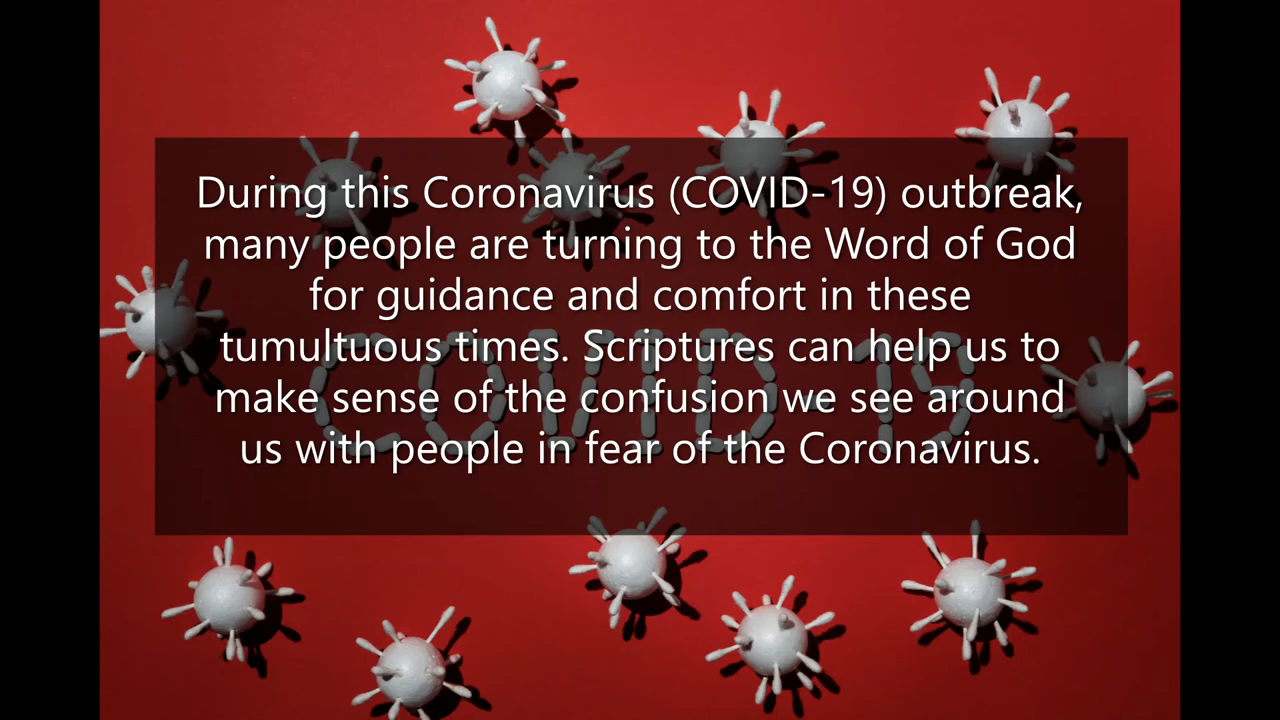 During this Coronavirus (COVID-19) outbreak,
many people are turning to the Word of God
for guidance and comfort in these
tumultuous times. Scriptures can help us to
make sense of the confusion we see around
us with people in fear of the Coronavirus.
COVID-19